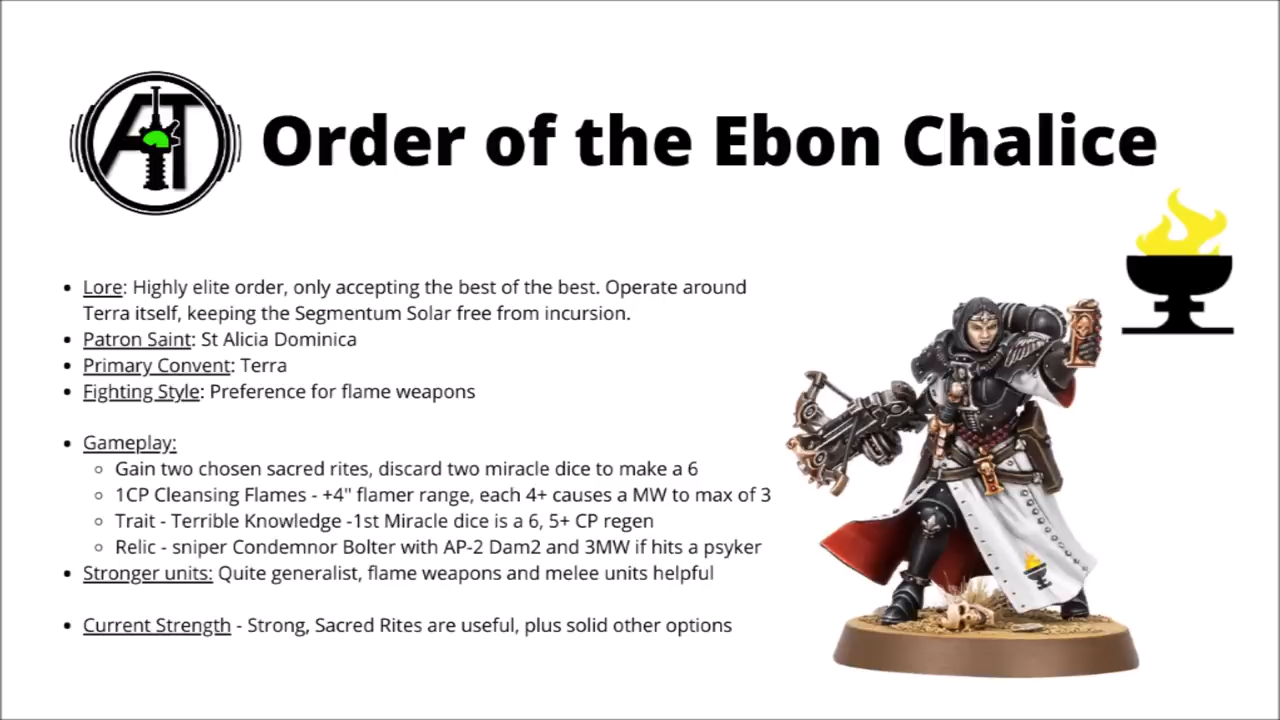 AT
Order of the Ebon Chalice
• Lore: Highly elite order, only accepting the best of the best. Operate around
Terra itself, keeping the Segmentum Solar free from incursion.
• Patron Saint: St Alicia Dominica
• Primary Convent: Terra
• Fighting Style: Preference for flame weapons
• Gameplay:
◦ Gain two chosen sacred rites, discard two miracle dice to make a 6
◦ 1CP Cleansing Flames - +4" flamer range, each 4+ causes a MW to max of 3
◦ Trait - Terrible Knowledge -1st Miracle dice is a 6, 5+ CP regen
◦ Relic - sniper Condemnor Bolter with AP-2 Dam2 and 3MW if hits a psyker
• Stronger units: Quite generalist, flame weapons and melee units helpful
• Current Strength - Strong, Sacred Rites are useful, plus solid other options